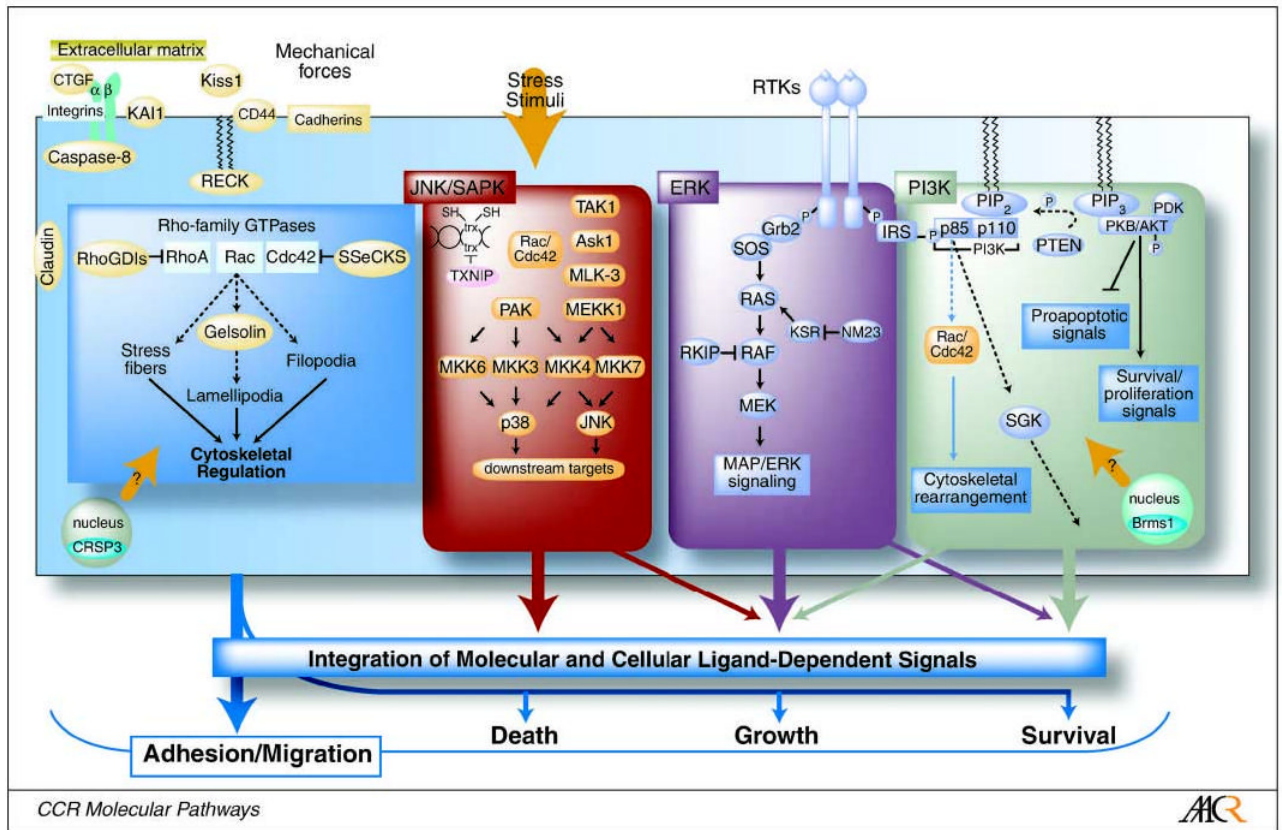 Extracellular matrix
CTGF
α β
Integrins
KAI1
Caspase-8
Kiss1
Mechanical
forces
CD44
Cadherins
RECK
Claudin
Stress
Stimuli
RTKs
Rho-family GTPases
RhoGDIs
RhoA
Rac
Cdc42
SSeCKS
Gelsolin
Stress
fibers
Filopodia
Lamellipodia
Cytoskeletal
Regulation
?
nucleus
CRSP3
JNK/SAPK
SH
SH
trx
trx
TXNIP
Rac/
Cdc42
TAK1
Ask1
MLK-3
PAK
MEKK1
MKK6
MKK3
MKK4
MKK7
p38
JNK
downstream targets
ERK
P
P
Grb2
SOS
IRS
RAS
KSR
NM23
RKIP
RAF
MEK
MAP/ERK
signaling
PI3K
PIP2
P
PIP3
PDK
P
p85
p110
PI3K
PTEN
PKB/AKT
P
Proapoptotic
signals
Rac/
Cdc42
Survival/
proliferation
signals
SGK
Cytoskeletal
rearrangement
?
nucleus
Brms1
Integration of Molecular and Cellular Ligand-Dependent Signals
Adhesion/Migration
Death
Growth
Survival
CCR Molecular Pathways
AACR